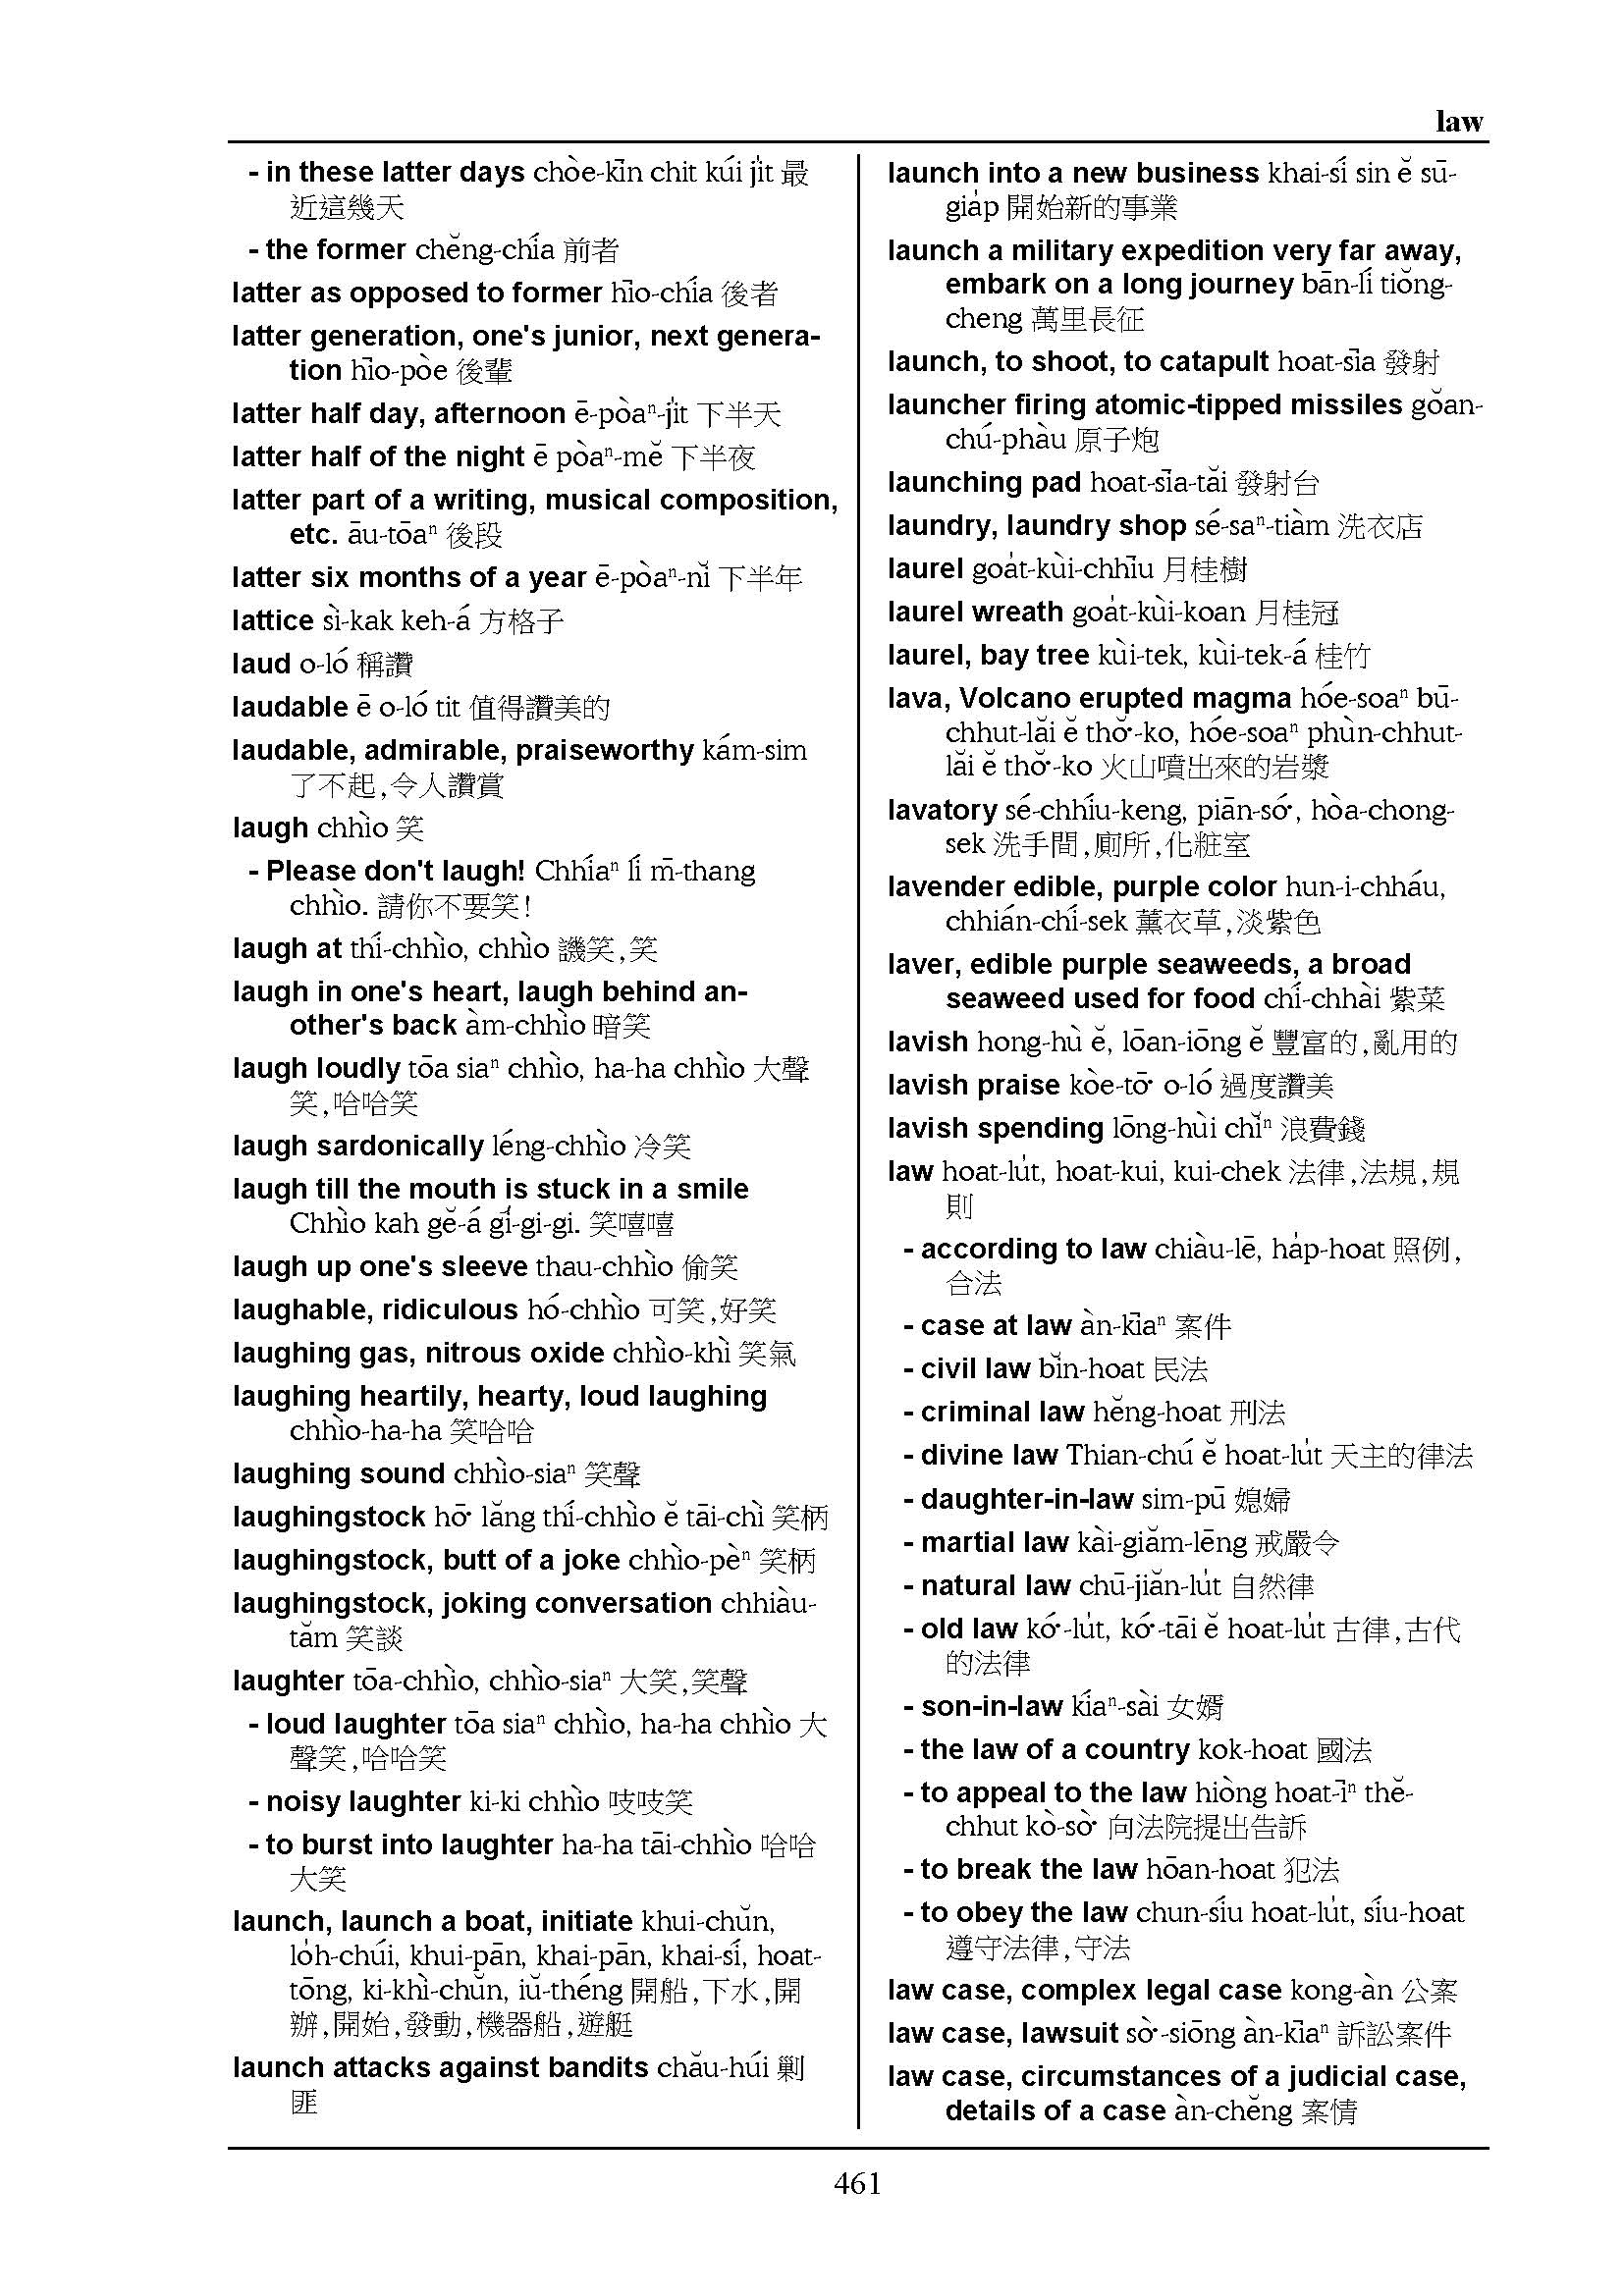 law
- in these latter days chòe-kīn chit kúi ji̍t 最
近這幾天
- the former chĕng-chía 前者
latter as opposed to former hīo-chía 後者
latter generation, one's junior, next genera-
tion hīo-pòe 後輩
latter half day, afternoon ē-pòaⁿ-ji̍t 下半天
latter half of the night ē pòaⁿ-mĕ 下半夜
latter part of a writing, musical composition,
etc. āu-tōaⁿ 後段
latter six months of a year ē-pòaⁿ-nĭ 下半年
lattice sì-kak keh-á 方格子
laud o-ló 稱讚
laudable ē o-ló tit 值得讚美的
laudable, admirable, praiseworthy kám-sim
了不起,令人讚賞
laugh chhìo 笑
- Please don't laugh! Chhíaⁿ lí m̄-thang
chhìo. 請你不要笑!
laugh at thí-chhìo, chhìo 譏笑,笑
laugh in one's heart, laugh behind an-
other's back àm-chhìo 暗笑
laugh loudly tōa siaⁿ chhìo, ha-ha chhìo 大聲
笑,哈哈笑
laugh sardonically léng-chhìo 冷笑
laugh till the mouth is stuck in a smile
Chhìo kah gĕ-á gí-gi-gi. 笑嘻嘻
laugh up one's sleeve thau-chhìo 偷笑
laughable, ridiculous hó-chhìo 可笑,好笑
laughing gas, nitrous oxide chhìo-khì 笑氣
laughing heartily, hearty, loud laughing
chhìo-ha-ha 笑哈哈
laughing sound chhìo-siaⁿ 笑聲
laughingstock hō͘ lăng thí-chhìo ĕ tāi-chì 笑柄
laughingstock, butt of a joke chhìo-pèⁿ 笑柄
laughingstock, joking conversation chhiàu-
tăm 笑談
laughter tōa-chhìo, chhìo-siaⁿ 大笑,笑聲
- loud laughter tōa siaⁿ chhìo, ha-ha chhìo 大
聲笑,哈哈笑
- noisy laughter ki-ki chhìo 吱吱笑
- to burst into laughter ha-ha tāi-chhìo 哈哈
大笑
launch, launch a boat, initiate khui-chŭn,
lo̍h-chúi, khui-pān, khai-pān, khai-sí, hoat-
tōng, ki-khì-chŭn, iŭ-théng 開船,下水,開
辦,開始,發動,機器船,遊艇
launch attacks against bandits chău-húi 剿
匪
launch into a new business khai-sí sin ĕ sū-
gia̍p 開始新的事業
launch a military expedition very far away,
embark on a long journey bān-lí tiŏng-
cheng 萬里長征
launch, to shoot, to catapult hoat-sīa 發射
launcher firing atomic-tipped missiles gŏan-
chú-phàu 原子炮
launching pad hoat-sīa-tăi 發射台
laundry, laundry shop sé-saⁿ-tiàm 洗衣店
laurel goa̍t-kùi-chhīu 月桂樹
laurel wreath goa̍t-kùi-koan 月桂冠
laurel, bay tree kùi-tek, kùi-tek-á 桂竹
lava, Volcano erupted magma hóe-soaⁿ bū-
chhut-lăi ĕ thŏ͘-ko, hóe-soaⁿ phùn-chhut-
lăi ĕ thŏ͘-ko 火山噴出來的岩漿
lavatory sé-chhíu-keng, piān-só͘, hòa-chong-
sek 洗手間,廁所,化粧室
lavender edible, purple color hun-i-chháu,
chhián-chí-sek 薰衣草,淡紫色
laver, edible purple seaweeds, a broad
seaweed used for food chí-chhài 紫菜
lavish hong-hù ĕ, lōan-iōng ĕ 豐富的,亂用的
lavish praise kòe-tō͘ o-ló 過度讚美
lavish spending lōng-hùi chĭⁿ 浪費錢
law hoat-lu̍t, hoat-kui, kui-chek 法律,法規,規
則
- according to law chiàu-lē, ha̍p-hoat 照例,
合法
- case at law àn-kīaⁿ 案件
- civil law bĭn-hoat 民法
- criminal law hĕng-hoat 刑法
- divine law Thian-chú ĕ hoat-lu̍t 天主的律法
- daughter-in-law sim-pū 媳婦
- martial law kài-giăm-lēng 戒嚴令
- natural law chū-jiăn-lu̍t 自然律
- old law kó͘-lu̍t, kó͘-tāi ĕ hoat-lu̍t 古律,古代
的法律
- son-in-law kíaⁿ-sài 女婿
- the law of a country kok-hoat 國法
- to appeal to the law hiòng hoat-īⁿ thĕ-
chhut kò-sò͘ 向法院提出告訴
- to break the law hōan-hoat 犯法
- to obey the law chun-síu hoat-lu̍t, síu-hoat
遵守法律,守法
law case, complex legal case kong-àn 公案
law case, lawsuit sò͘-siōng àn-kīaⁿ 訴訟案件
law case, circumstances of a judicial case,
details of a case àn-chĕng 案情
461